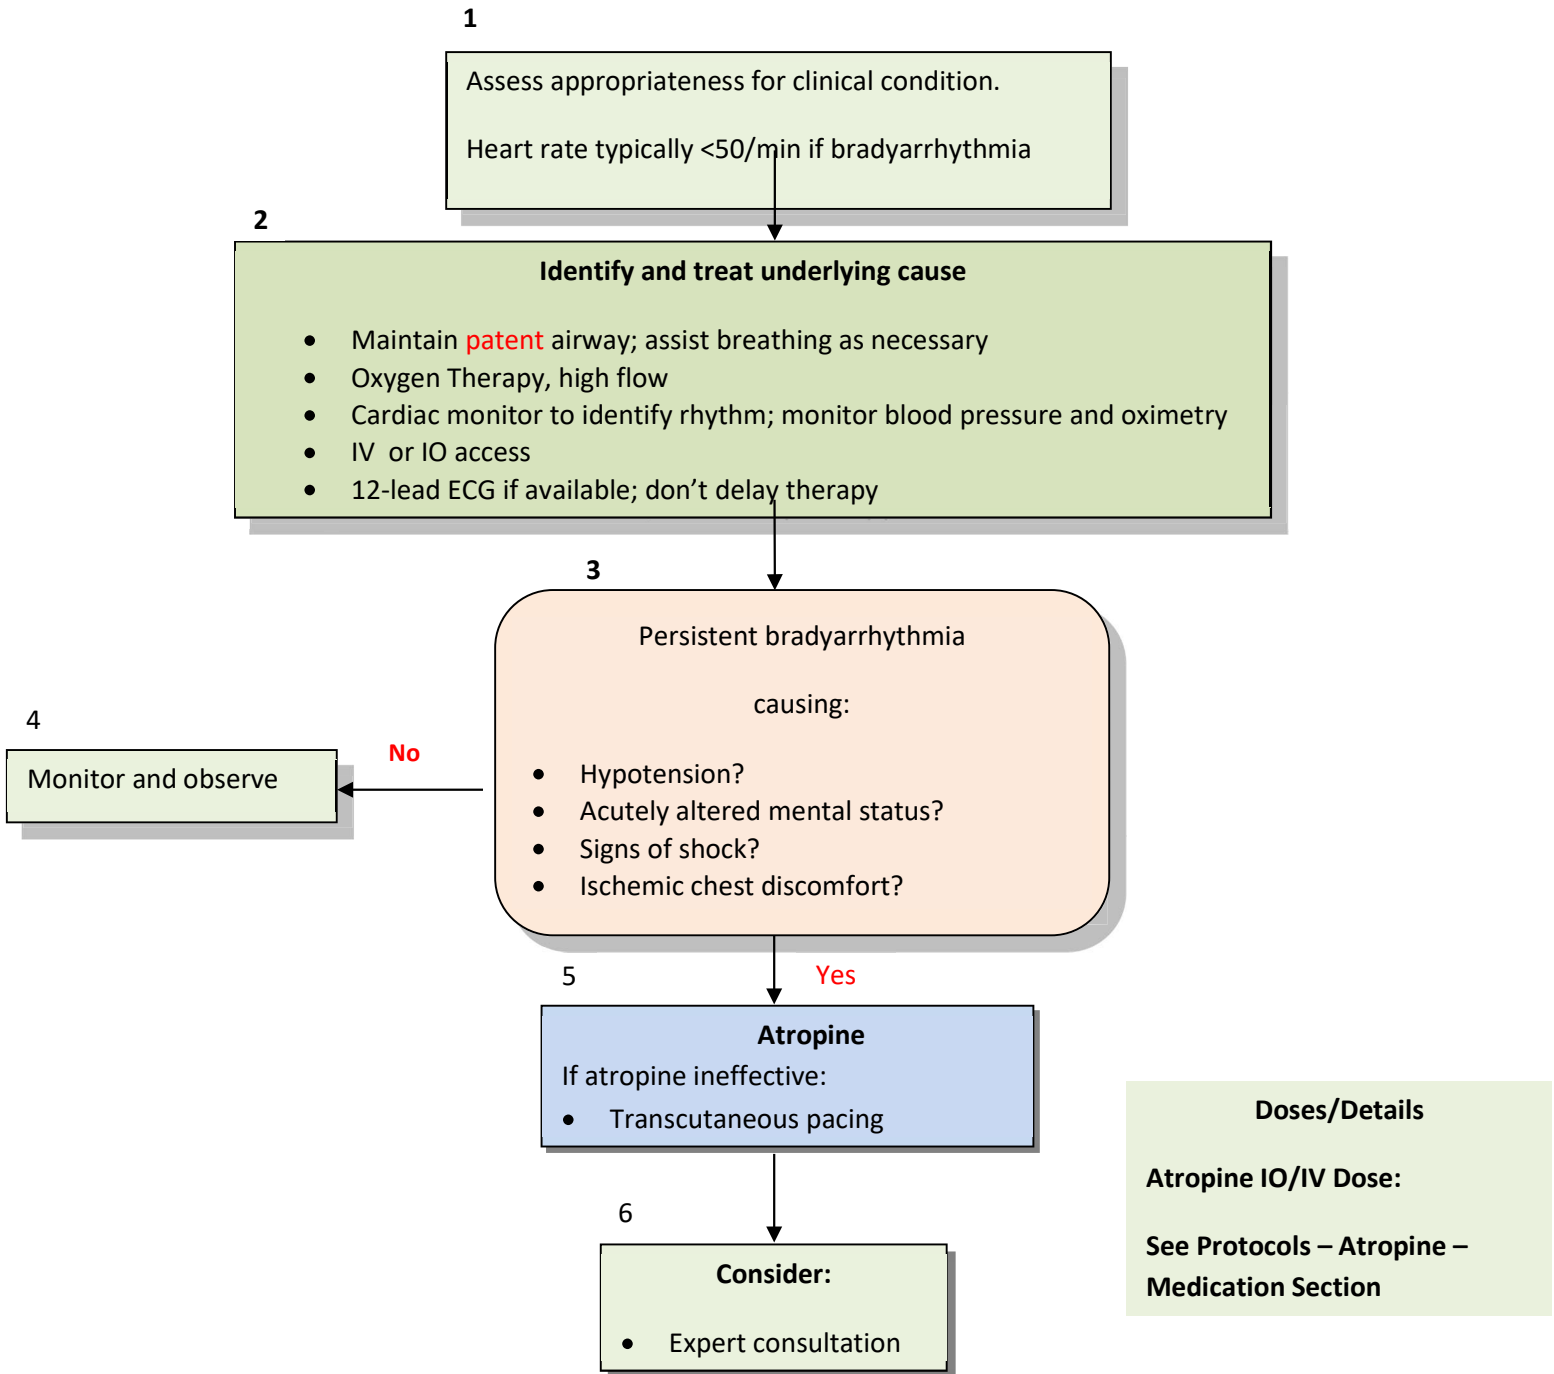 1
Assess appropriateness for clinical condition.
Heart rate typically <50/min if bradyarrhythmia
2
Identify and treat underlying cause
• Maintain patent airway; assist breathing as necessary
• Oxygen Therapy, high flow
• Cardiac monitor to identify rhythm; monitor blood pressure and oximetry
• IV or IO access
• 12-lead ECG if available; don’t delay therapy
3
Persistent bradyarrhythmia
causing:
• Hypotension?
• Acutely altered mental status?
• Signs of shock?
• Ischemic chest discomfort?
4
No
Monitor and observe
5
Yes
Atropine
If atropine ineffective:
• Transcutaneous pacing
6
Consider:
• Expert consultation
Doses/Details
Atropine IO/IV Dose:
See Protocols – Atropine –
Medication Section